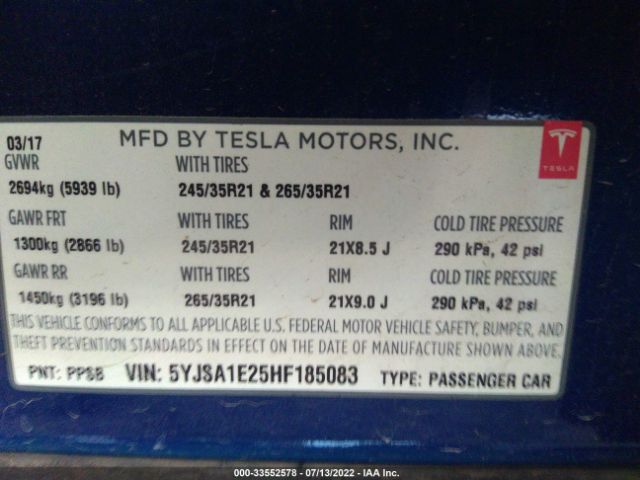 03/17 MFD BY TESLA MOTORS, INC.
TESLA
GVWR WITH TIRES
2694kg (5939 lb) 245/35R21 & 265/35R21
GAWR FRT WITH TIRES RIM COLD TIRE PRESSURE
1300kg (2866 lb) 245/35R21 21X8.5 J 290 kPa, 42 psi
GAWR RR WITH TIRES RIM COLD TIRE PRESSURE
1450kg (3196 lb) 265/35R21 21X9.0 J 290 kPa, 42 psi
THIS VEHICLE CONFORMS TO ALL APPLICABLE U.S. FEDERAL MOTOR VEHICLE SAFETY, BUMPER, AND
THEFT PREVENTION STANDARDS IN EFFECT ON THE DATE OF MANUFACTURE SHOWN ABOVE.
PNT: PPSB VIN: 5YJSA1E25HF185083 TYPE: PASSENGER CAR
000-33552578 - 07/13/2022 - IAA Inc.